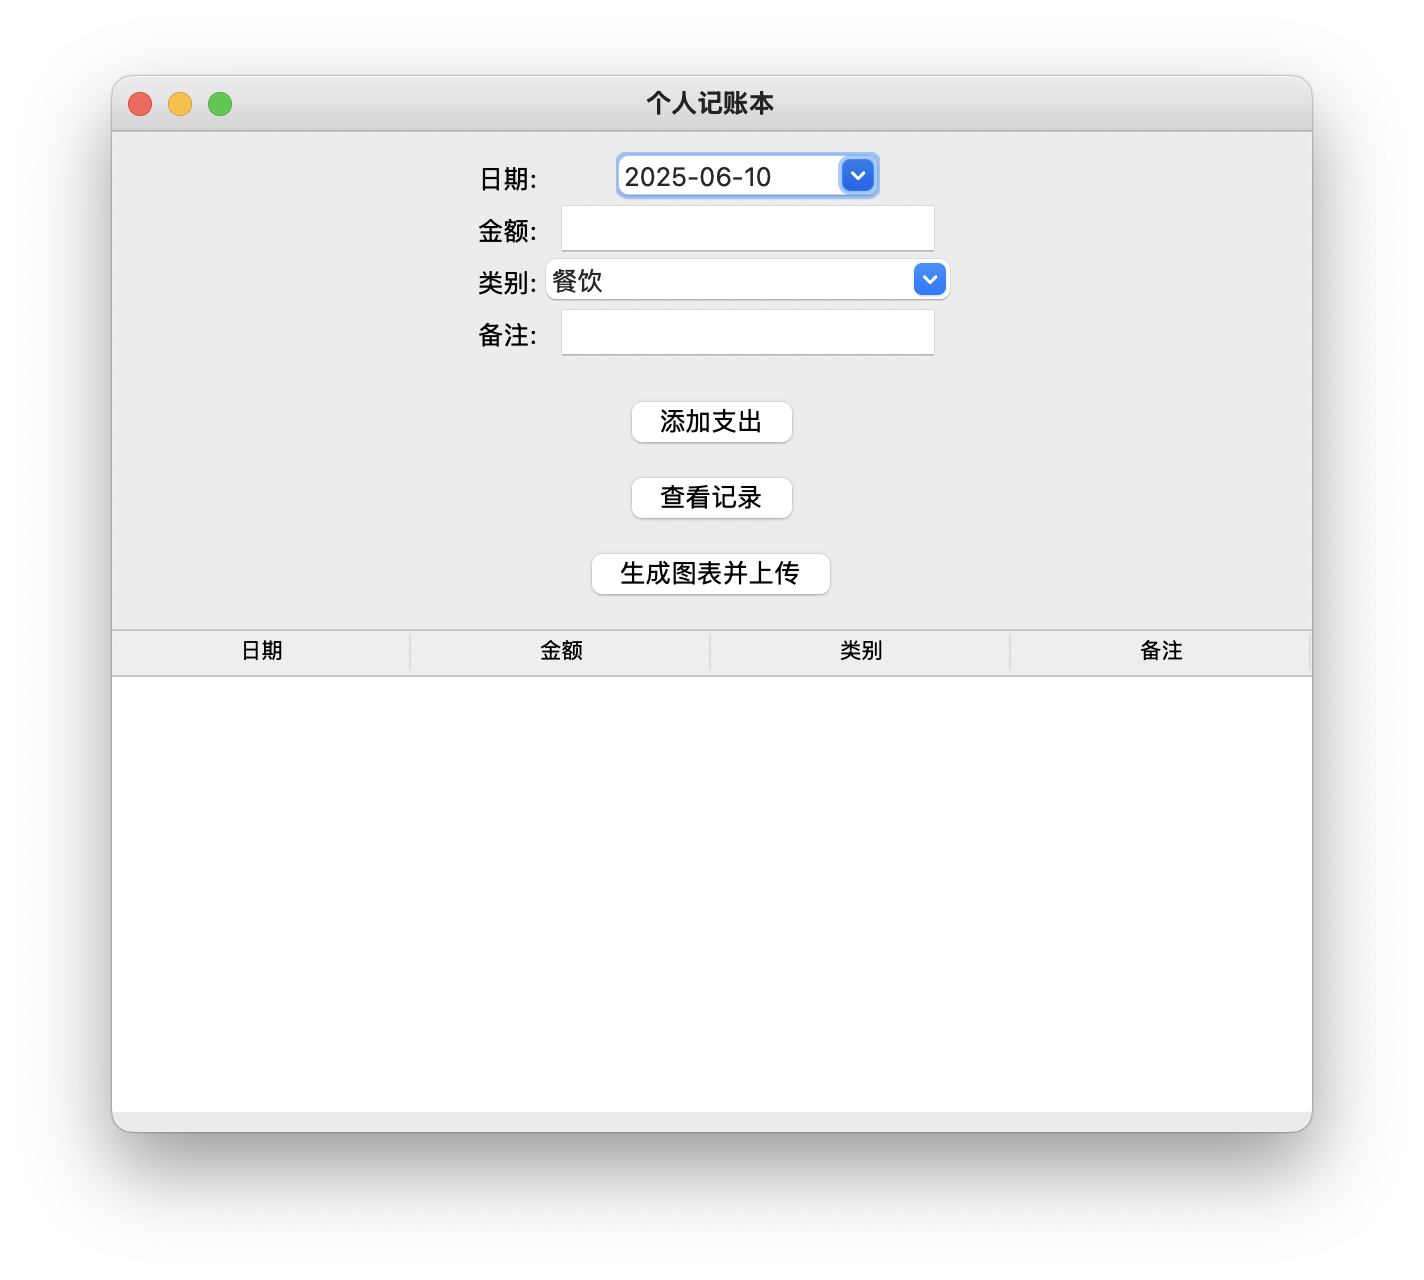 个人记账本
日期:
2025-06-10
金额:
类别:
餐饮
备注:
添加支出
查看记录
生成图表并上传
日期 金额 类别 备注